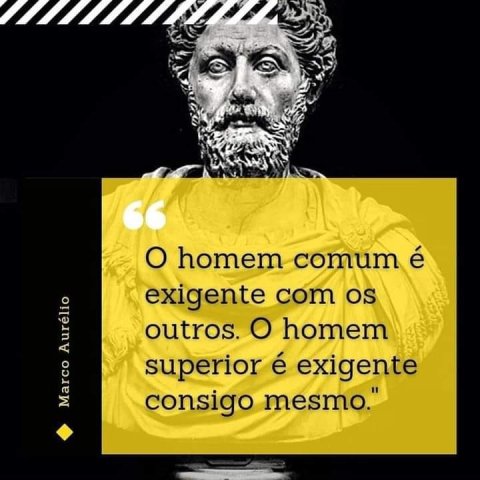 “
O homem comum é
exigente com os
outros. O homem
superior é exigente
consigo mesmo."
Marco Aurélio